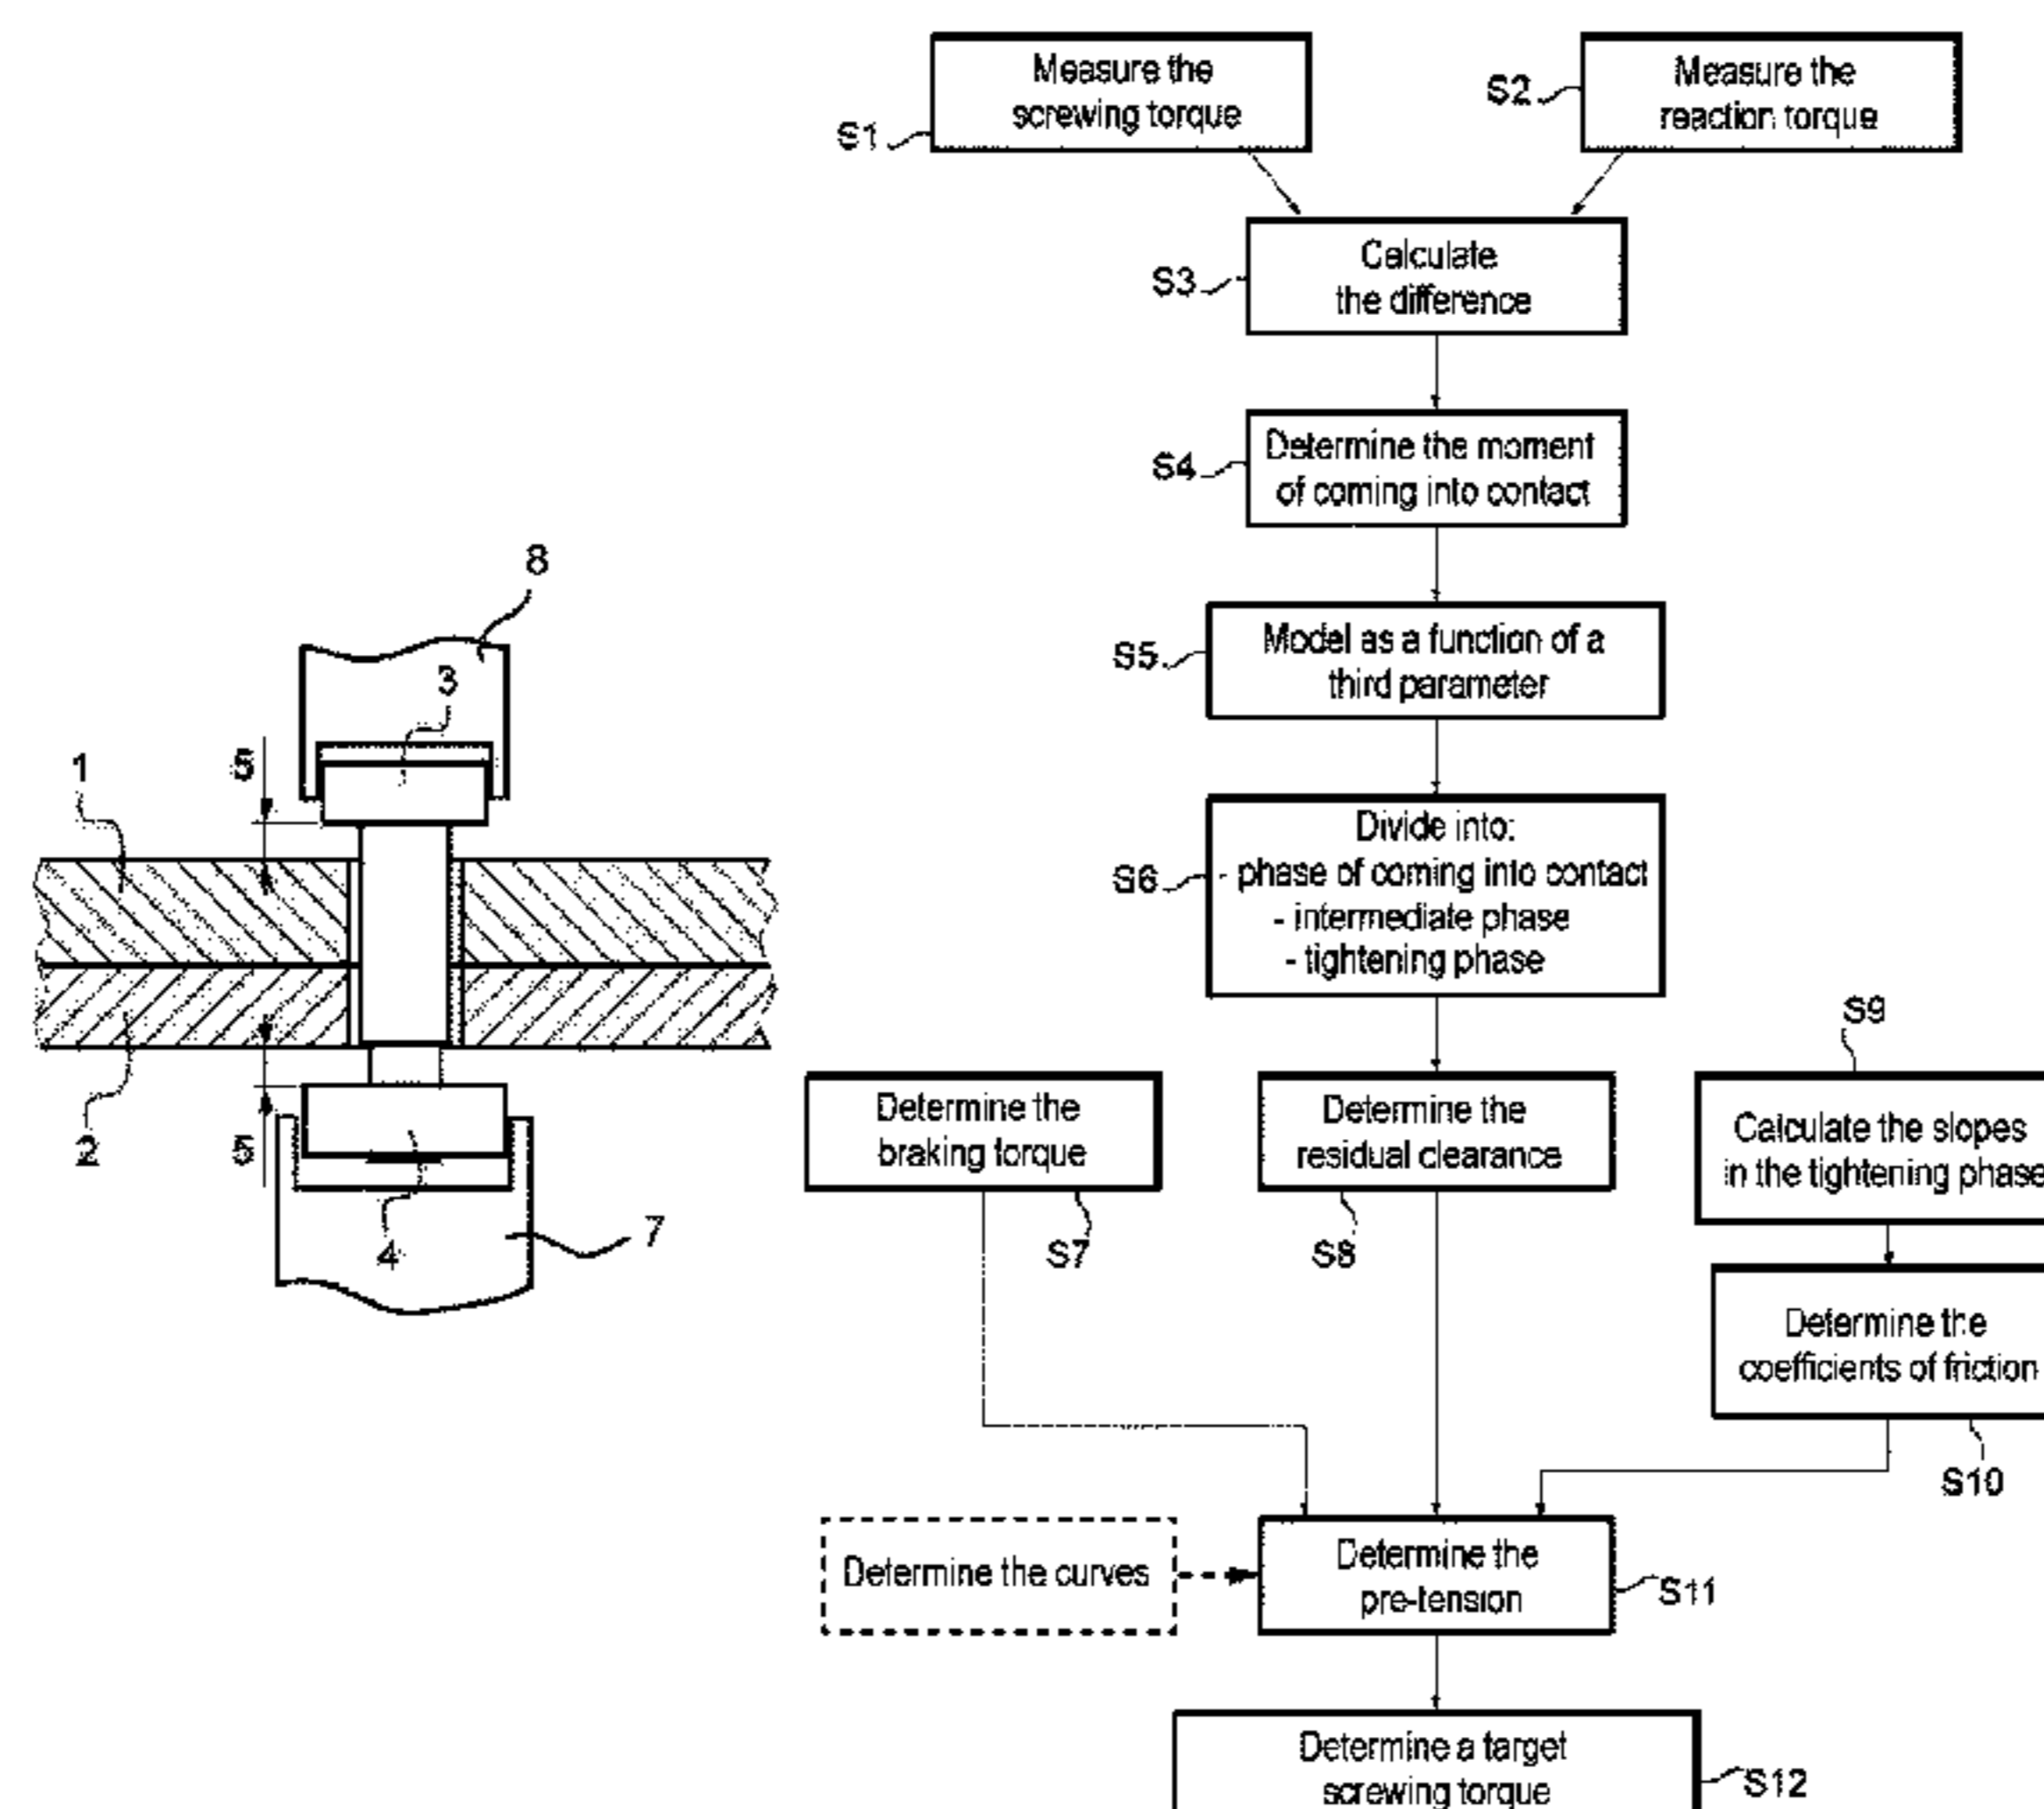 Measure the
screwing torque
S1
Measure the
reaction torque
S2
Calculate
the difference
S3
Determine the moment
of coming into contact
S4
Model as a function of a
third parameter
S5
Divide into:
- phase of coming into contact
- intermediate phase
- tightening phase
S6
8
3
1
5
2
5
4
7
Determine the
braking torque
S7
Determine the
residual clearance
S8
S9
Calculate the slopes
in the tightening phase
Determine the
coefficients of friction
S10
Determine the curves
Determine the
pre-tension
S11
Determine a target
screwing torque
S12